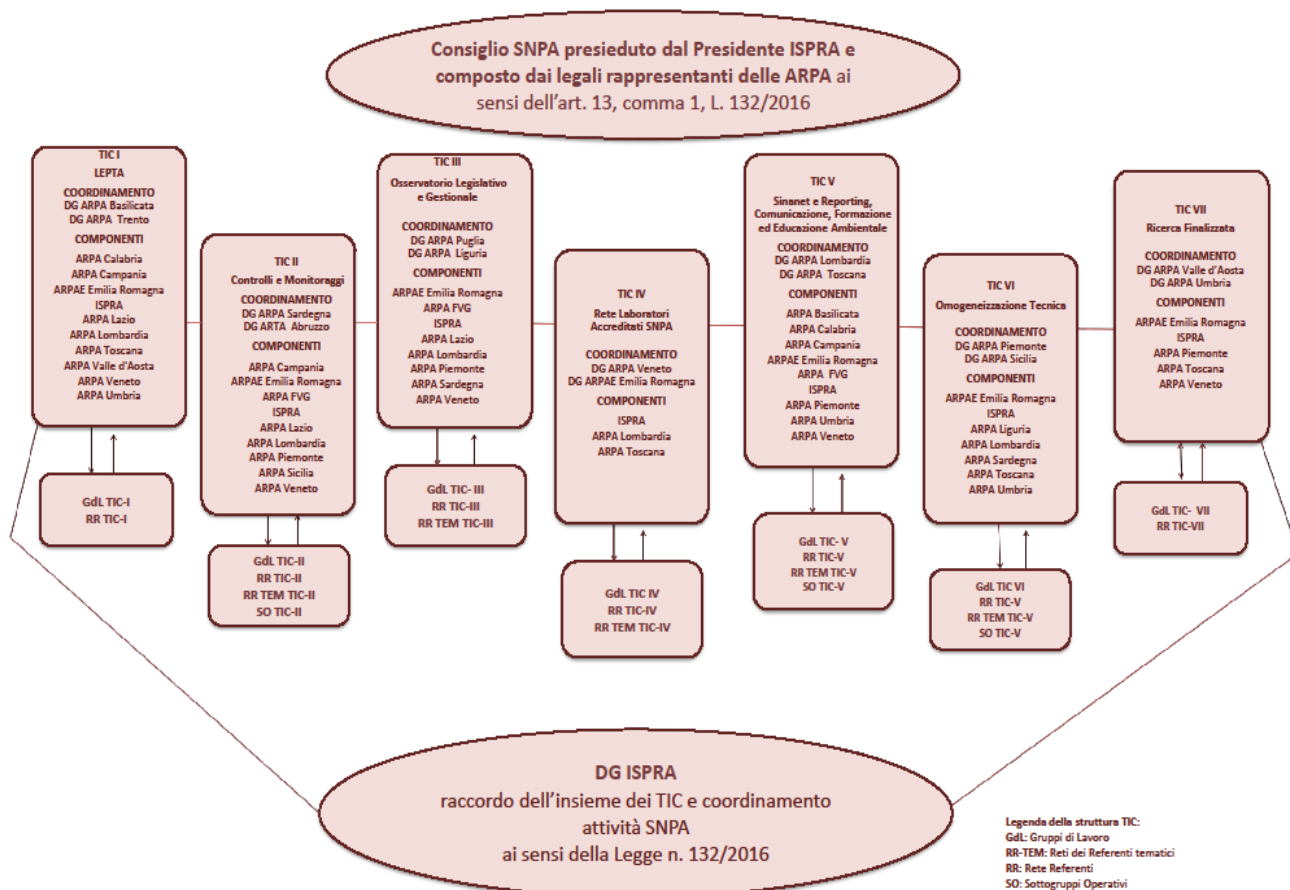 Consiglio SNPA presieduto dal Presidente ISPRA e
composto dai legali rappresentanti delle ARPA ai
sensi dell'art. 13, comma 1, L. 132/2016
TIC I
LEPTA
COORDINAMENTO
DG ARPA Basilicata
DG ARPA Trento
COMPONENTI
ARPA Calabria
ARPA Campania
ARPAE Emilia Romagna
ISPRA
ARPA Lazio
ARPA Lombardia
ARPA Toscana
ARPA Valle d'Aosta
ARPA Veneto
ARPA Umbria
GdL TIC-I
RR TIC-I
TIC II
Controlli e Monitoraggi
COORDINAMENTO
DG ARPA Sardegna
DG ARTA Abruzzo
COMPONENTI
ARPA Campania
ARPAE Emilia Romagna
ARPA FVG
ISPRA
ARPA Lazio
ARPA Lombardia
ARPA Piemonte
ARPA Sicilia
ARPA Veneto
GdL TIC-II
RR TIC-II
RR TEM TIC-II
SO TIC-II
TIC III
Osservatorio Legislativo
e Gestionale
COORDINAMENTO
DG ARPA Puglia
DG ARPA Liguria
COMPONENTI
ARPAE Emilia Romagna
ARPA FVG
ISPRA
ARPA Lazio
ARPA Lombardia
ARPA Piemonte
ARPA Sardegna
ARPA Veneto
GdL TIC- III
RR TIC-III
RR TEM TIC-III
TIC IV
Rete Laboratori
Accreditati SNPA
COORDINAMENTO
DG ARPA Veneto
DG ARPAE Emilia Romagna
COMPONENTI
ISPRA
ARPA Lombardia
ARPA Toscana
GdL TIC IV
RR TIC-IV
RR TEM TIC-IV
TIC V
Sinanet e Reporting,
Comunicazione, Formazione
ed Educazione Ambientale
COORDINAMENTO
DG ARPA Lombardia
DG ARPA Toscana
COMPONENTI
ARPA Basilicata
ARPA Calabria
ARPA Campania
ARPAE Emilia Romagna
ARPA FVG
ISPRA
ARPA Piemonte
ARPA Umbria
ARPA Veneto
GdL TIC- V
RR TIC-V
RR TEM TIC-V
SO TIC-V
TIC VI
Omogeneizzazione Tecnica
COORDINAMENTO
DG ARPA Piemonte
DG ARPA Sicilia
COMPONENTI
ARPAE Emilia Romagna
ISPRA
ARPA Liguria
ARPA Lombardia
ARPA Sardegna
ARPA Toscana
ARPA Umbria
GdL TIC VI
RR TIC-V
RR TEM TIC-V
SO TIC-V
TIC VII
Ricerca Finalizzata
COORDINAMENTO
DG ARPA Valle d'Aosta
DG ARPA Umbria
COMPONENTI
ARPAE Emilia Romagna
ISPRA
ARPA Piemonte
ARPA Toscana
ARPA Veneto
GdL TIC- VII
RR TIC-VII
DG ISPRA
raccordo dell'insieme dei TIC e coordinamento
attività SNPA
ai sensi della Legge n. 132/2016
Legenda della struttura TIC:
GdL: Gruppi di Lavoro
RR-TEM: Reti dei Referenti tematici
RR: Rete Referenti
SO: Sottogruppi Operativi